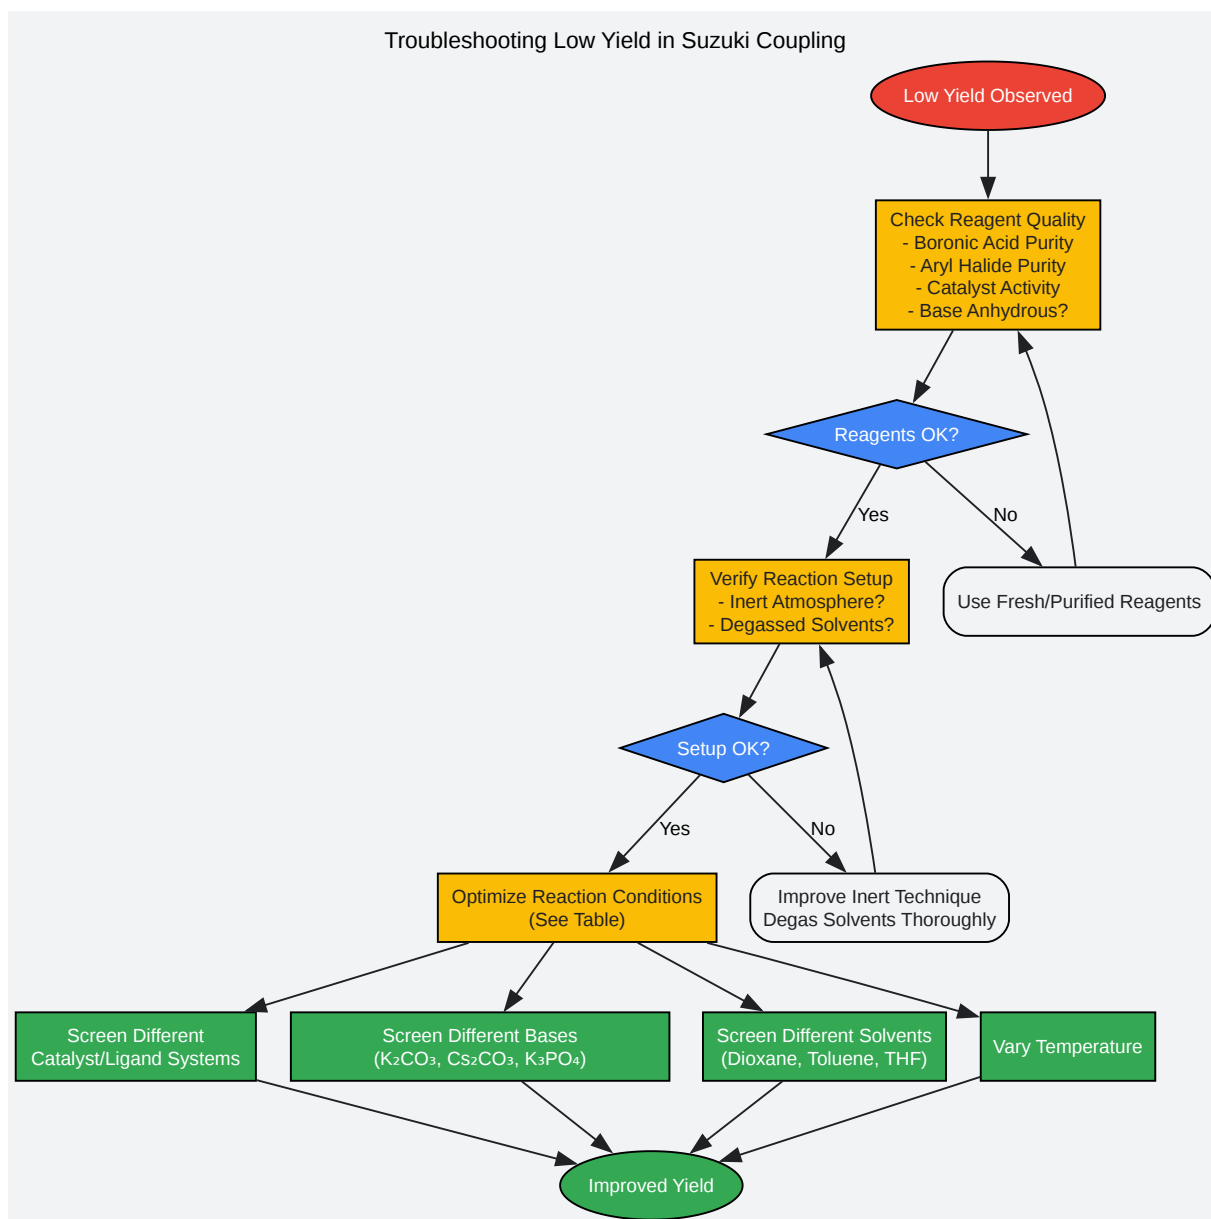 Troubleshooting Low Yield in Suzuki Coupling
Low Yield Observed
Check Reagent Quality
- Boronic Acid Purity
- Aryl Halide Purity
- Catalyst Activity
- Base Anhydrous?
Reagents OK?
Yes
No
Verify Reaction Setup
- Inert Atmosphere?
- Degassed Solvents?
Use Fresh/Purified Reagents
Setup OK?
Yes
No
Optimize Reaction Conditions
(See Table)
Improve Inert Technique
Degas Solvents Thoroughly
Screen Different
Catalyst/Ligand Systems
Screen Different Bases
(K₂CO₃, Cs₂CO₃, K₃PO₄)
Screen Different Solvents
(Dioxane, Toluene, THF)
Vary Temperature
Improved Yield